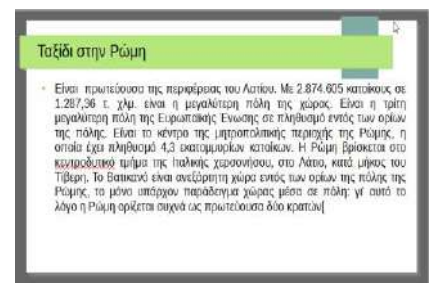 Ταξίδι στην Ρώμη
Είναι πρωτεύουσα της περιφέρειας του Λατίου. Με 2.874.605 κατοίκους σε
1.287,36 τ. χλμ. είναι η μεγαλύτερη πόλη της χώρας. Είναι η τρίτη
μεγαλύτερη πόλη της Ευρωπαϊκής Ένωσης σε πληθυσμό εντός των ορίων
της πόλης. Είναι το κέντρο της μητροπολιτικής περιοχής της Ρώμης, η
οποία έχει πληθυσμό 4,3 εκατομμυρίων κατοίκων. Η Ρώμη βρίσκεται στο
κεντροδυτικό τμήμα της Ιταλικής χερσονήσου, στο Λάτιο, κατά μήκος του
Τίβερη. Το Βατικανό είναι ανεξάρτητη χώρα εντός των ορίων της πόλης της
Ρώμης, το μόνο υπάρχον παράδειγμα χώρας μέσα σε πόλη: γι' αυτό το
λόγο η Ρώμη ορίζεται συχνά ως πρωτεύουσα δύο κρατών